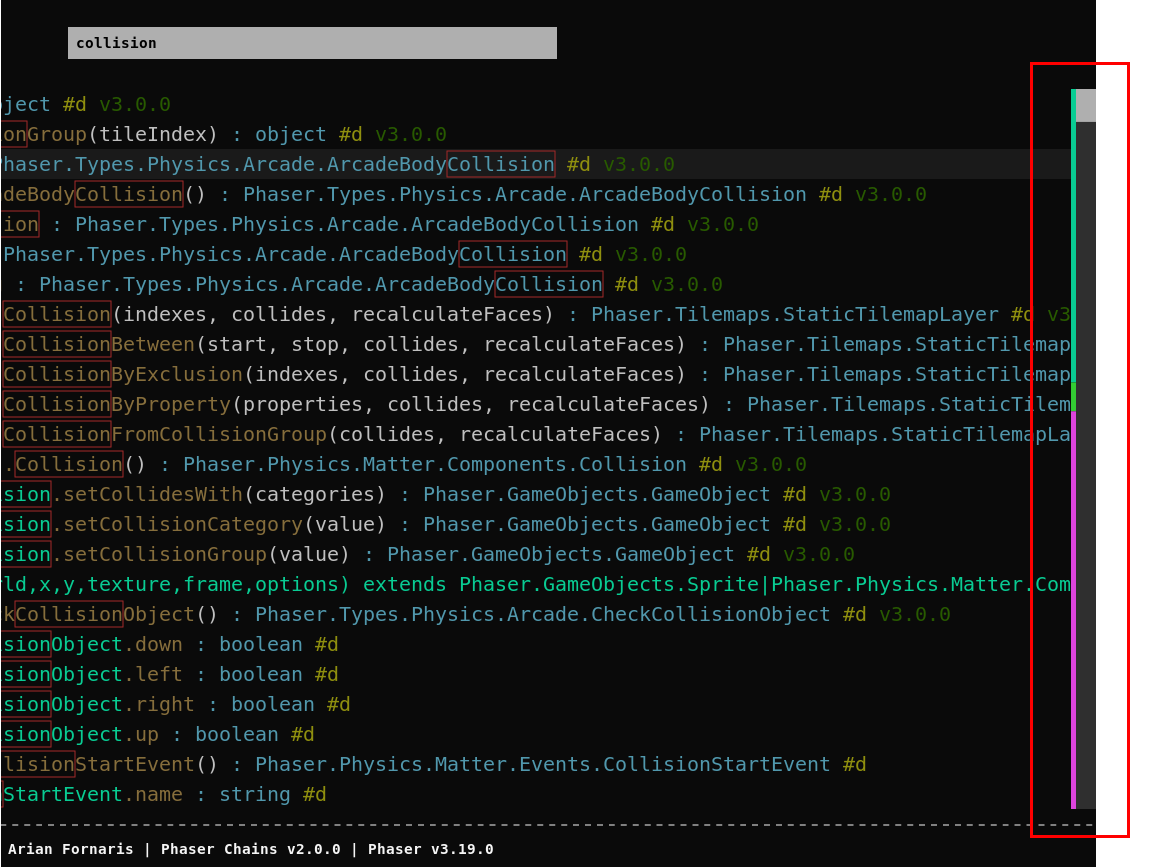 collision
ject #d v3.0.0
onGroup(tileIndex) : object #d v3.0.0
haser.Types.Physics.Arcade.ArcadeBodyCollision #d v3.0.0
deBodyCollision() : Phaser.Types.Physics.Arcade.ArcadeBodyCollision #d v3.0.0
ion : Phaser.Types.Physics.Arcade.ArcadeBodyCollision #d v3.0.0
Phaser.Types.Physics.Arcade.ArcadeBodyCollision #d v3.0.0
: Phaser.Types.Physics.Arcade.ArcadeBodyCollision #d v3.0.0
Collision(indexes, collides, recalculateFaces) : Phaser.Tilemaps.StaticTilemapLayer #d v3
CollisionBetween(start, stop, collides, recalculateFaces) : Phaser.Tilemaps.StaticTilemap
CollisionByExclusion(indexes, collides, recalculateFaces) : Phaser.Tilemaps.StaticTilemap
CollisionByProperty(properties, collides, recalculateFaces) : Phaser.Tilemaps.StaticTilem
CollisionFromCollisionGroup(collides, recalculateFaces) : Phaser.Tilemaps.StaticTilemapLa
.Collision() : Phaser.Physics.Matter.Components.Collision #d v3.0.0
sion.setCollidesWith(categories) : Phaser.GameObjects.GameObject #d v3.0.0
sion.setCollisionCategory(value) : Phaser.GameObjects.GameObject #d v3.0.0
sion.setCollisionGroup(value) : Phaser.GameObjects.GameObject #d v3.0.0
ld,x,y,texture,frame,options) extends Phaser.GameObjects.Sprite|Phaser.Physics.Matter.Com
kCollisionObject() : Phaser.Types.Physics.Arcade.CheckCollisionObject #d v3.0.0
sionObject.down : boolean #d
sionObject.left : boolean #d
sionObject.right : boolean #d
sionObject.up : boolean #d
lisionStartEvent() : Phaser.Physics.Matter.Events.CollisionStartEvent #d
StartEvent.name : string #d
Arian Fornaris | Phaser Chains v2.0.0 | Phaser v3.19.0